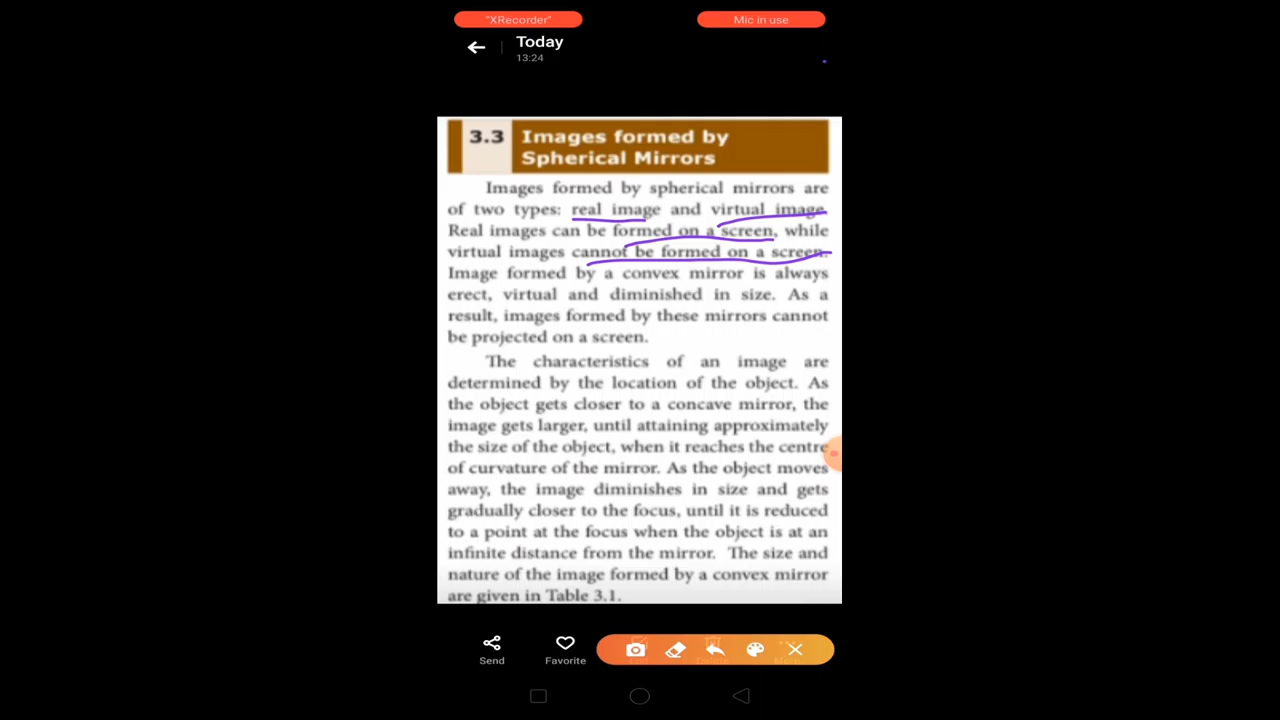 "XRecorder"
Mic in use
Today
13:24
3.3 Images formed by
Spherical Mirrors
Images formed by spherical mirrors are
of two types: real image and virtual image.
Real images can be formed on a screen, while
virtual images cannot be formed on a screen.
Image formed by a convex mirror is always
erect, virtual and diminished in size. As a
result, images formed by these mirrors cannot
be projected on a screen.
The characteristics of an image are
determined by the location of the object. As
the object gets closer to a concave mirror, the
image gets larger, until attaining approximately
the size of the object, when it reaches the centre
of curvature of the mirror. As the object moves
away, the image diminishes in size and gets
gradually closer to the focus, until it is reduced
to a point at the focus when the object is at an
infinite distance from the mirror. The size and
nature of the image formed by a convex mirror
are given in Table 3.1.
Send
Favorite